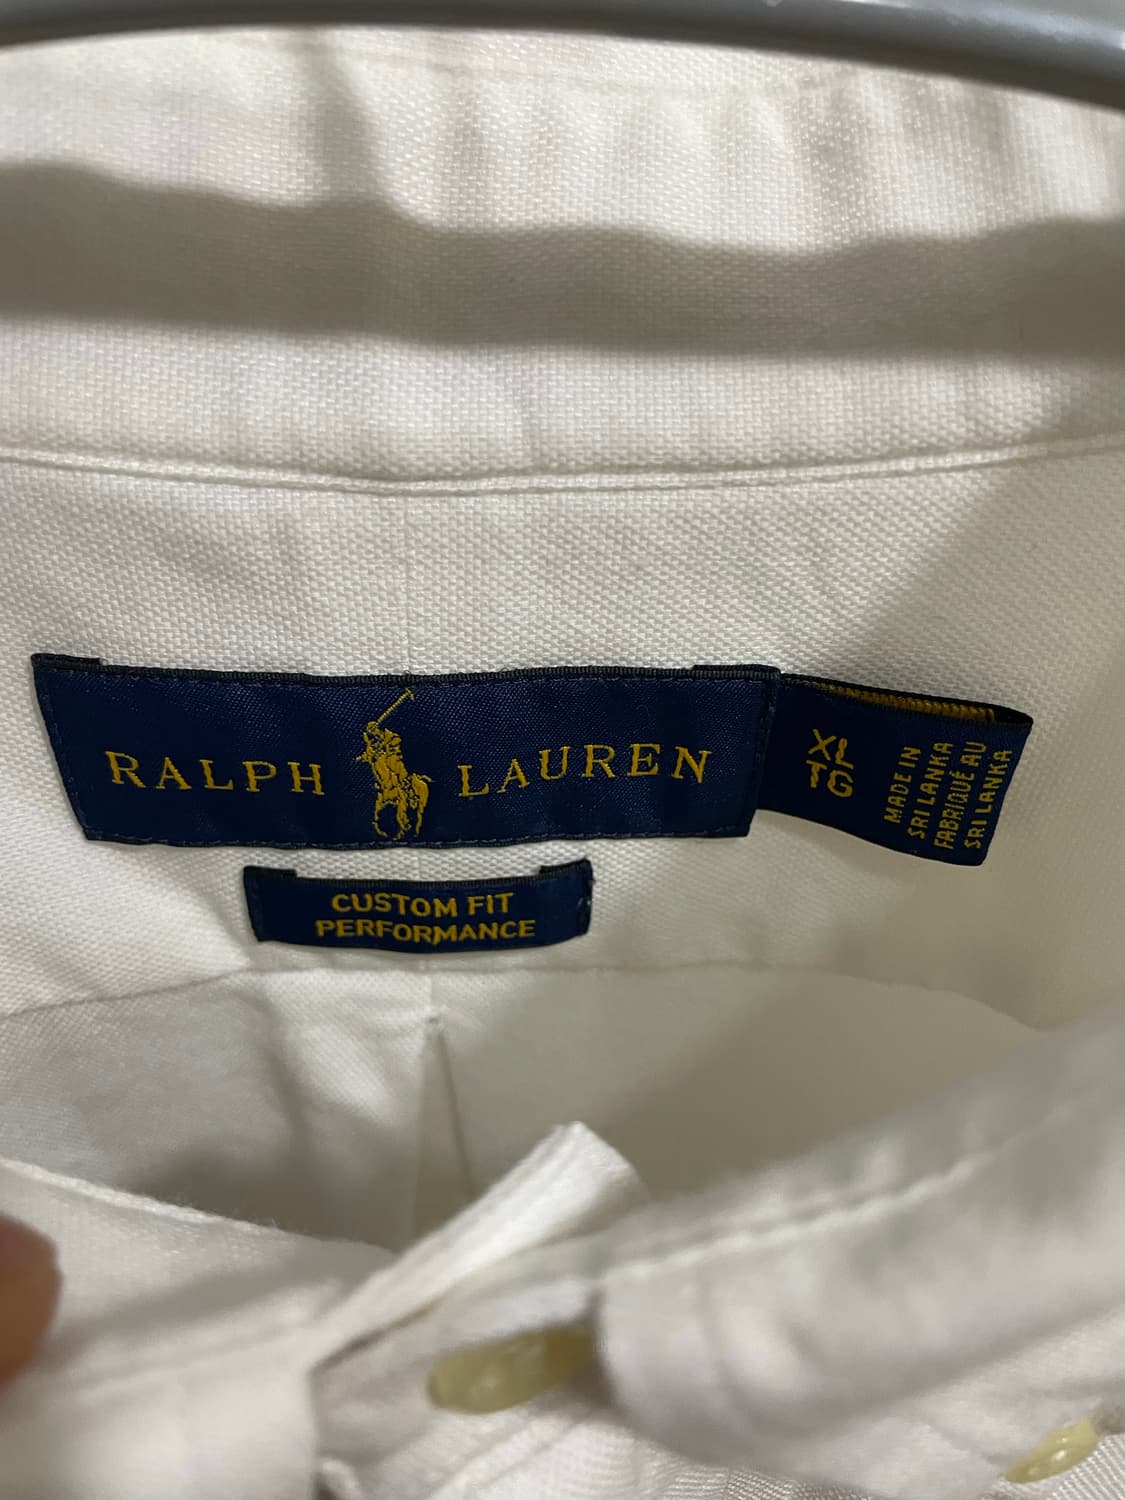 RALPH LAUREN
XL
TG
MADE IN
SRI LANKA
FABRIQUÉ AU
SRI LANKA
CUSTOM FIT
PERFORMANCE